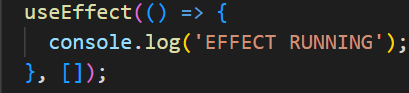 useEffect(() => {
  console.log('EFFECT RUNNING');
}, []);